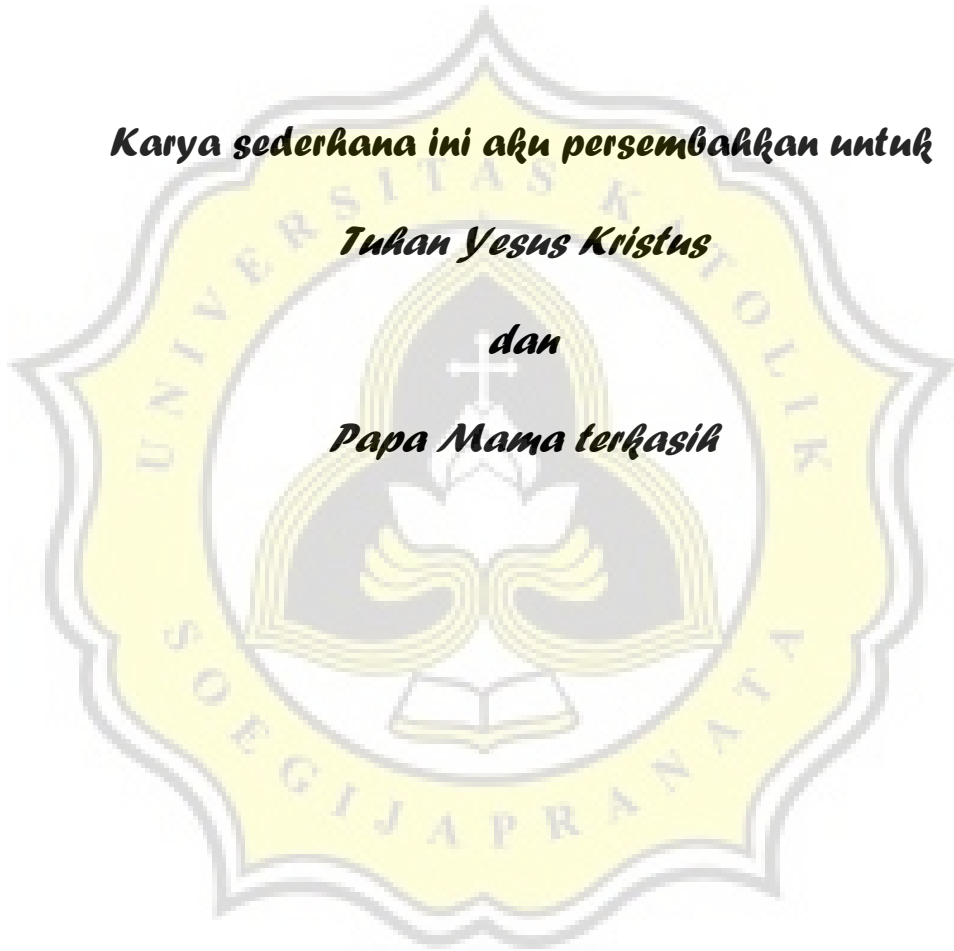 Karya sederhana ini aku persembahkan untuk
Tuhan Yesus Kristus
dan
Papa Mama terkasih
UNIVERSITAS KATOLIK
SOEGIJAPRANATA